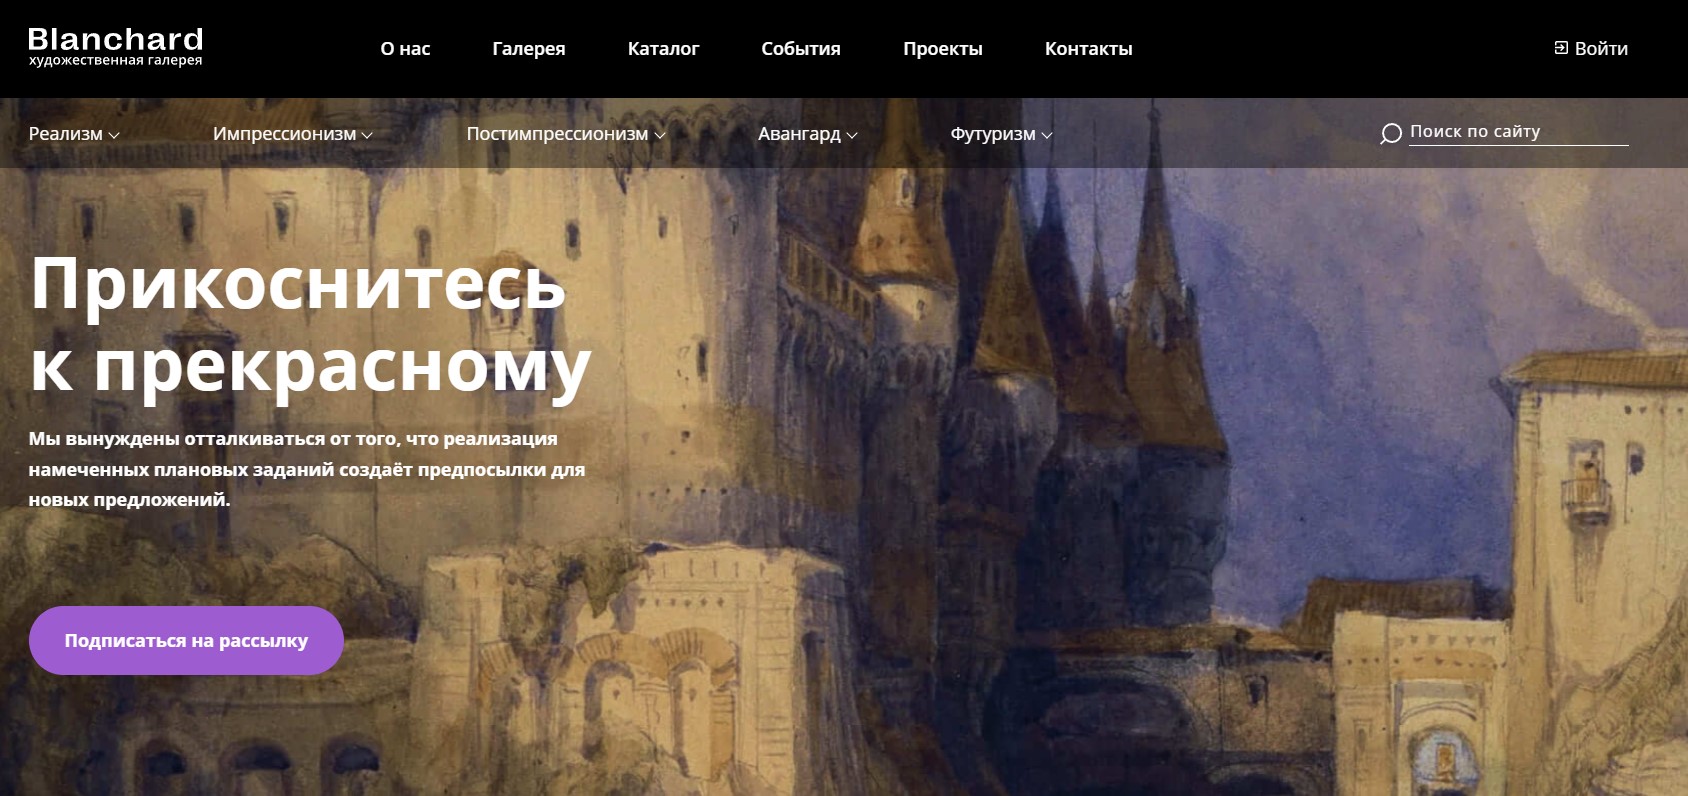 Blanchard
художественная галерея
О нас Галерея Каталог События Проекты Контакты
Войти
Реализм Импрессионизм Постимпрессионизм Авангард Футуризм
Поиск по сайту
Прикоснитесь
к прекрасному
Мы вынуждены отталкиваться от того, что реализация
намеченных плановых заданий создаёт предпосылки для
новых предложений.
Подписаться на рассылку